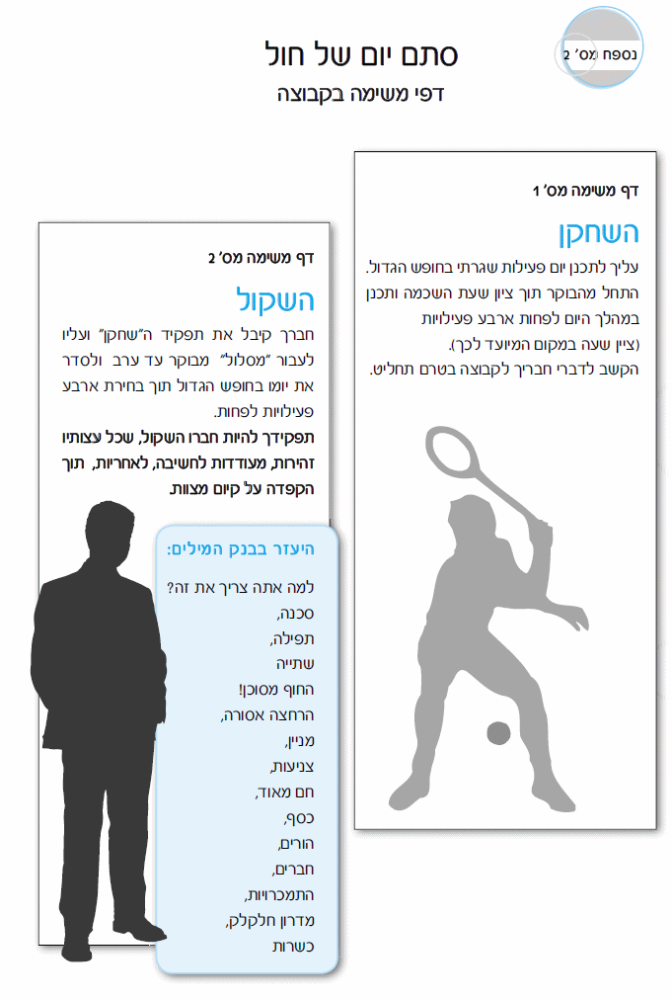 נספח מס' 2
סתם יום של חול
דפי משימה בקבוצה
דף משימה מס' 1
השחקן
עליך לתכנן יום פעילות שגרתי בחופש הגדול.
התחל מהבוקר תוך ציון שעת השכמה ותכנן
במהלך היום לפחות ארבע פעילויות
(ציין שעה במקום המיועד לכך).
הקשב לדברי חבריך לקבוצה בטרם תחליט.
דף משימה מס' 2
השקול
חברך קיבל את תפקיד ה"שחקן" ועליו
לעבור "מסלול" מבוקר עד ערב ולסדר
את יומו בחופש הגדול תוך בחירת ארבע
פעילויות לפחות.
תפקידך להיות חברו השקול, שכל עצותיו
זהירות, מעודדות לחשיבה, לאחריות, תוך
הקפדה על קיום מצוות.
היעזר בבנק המילים:
למה אתה צריך את זה?
סכנה,
תפילה,
שתייה
החוף מסוכן!
הרחצה אסורה,
מניין,
צניעות,
חם מאוד,
כסף,
הורים,
חברים,
התמכרויות,
מדרון חלקלק,
כשרות